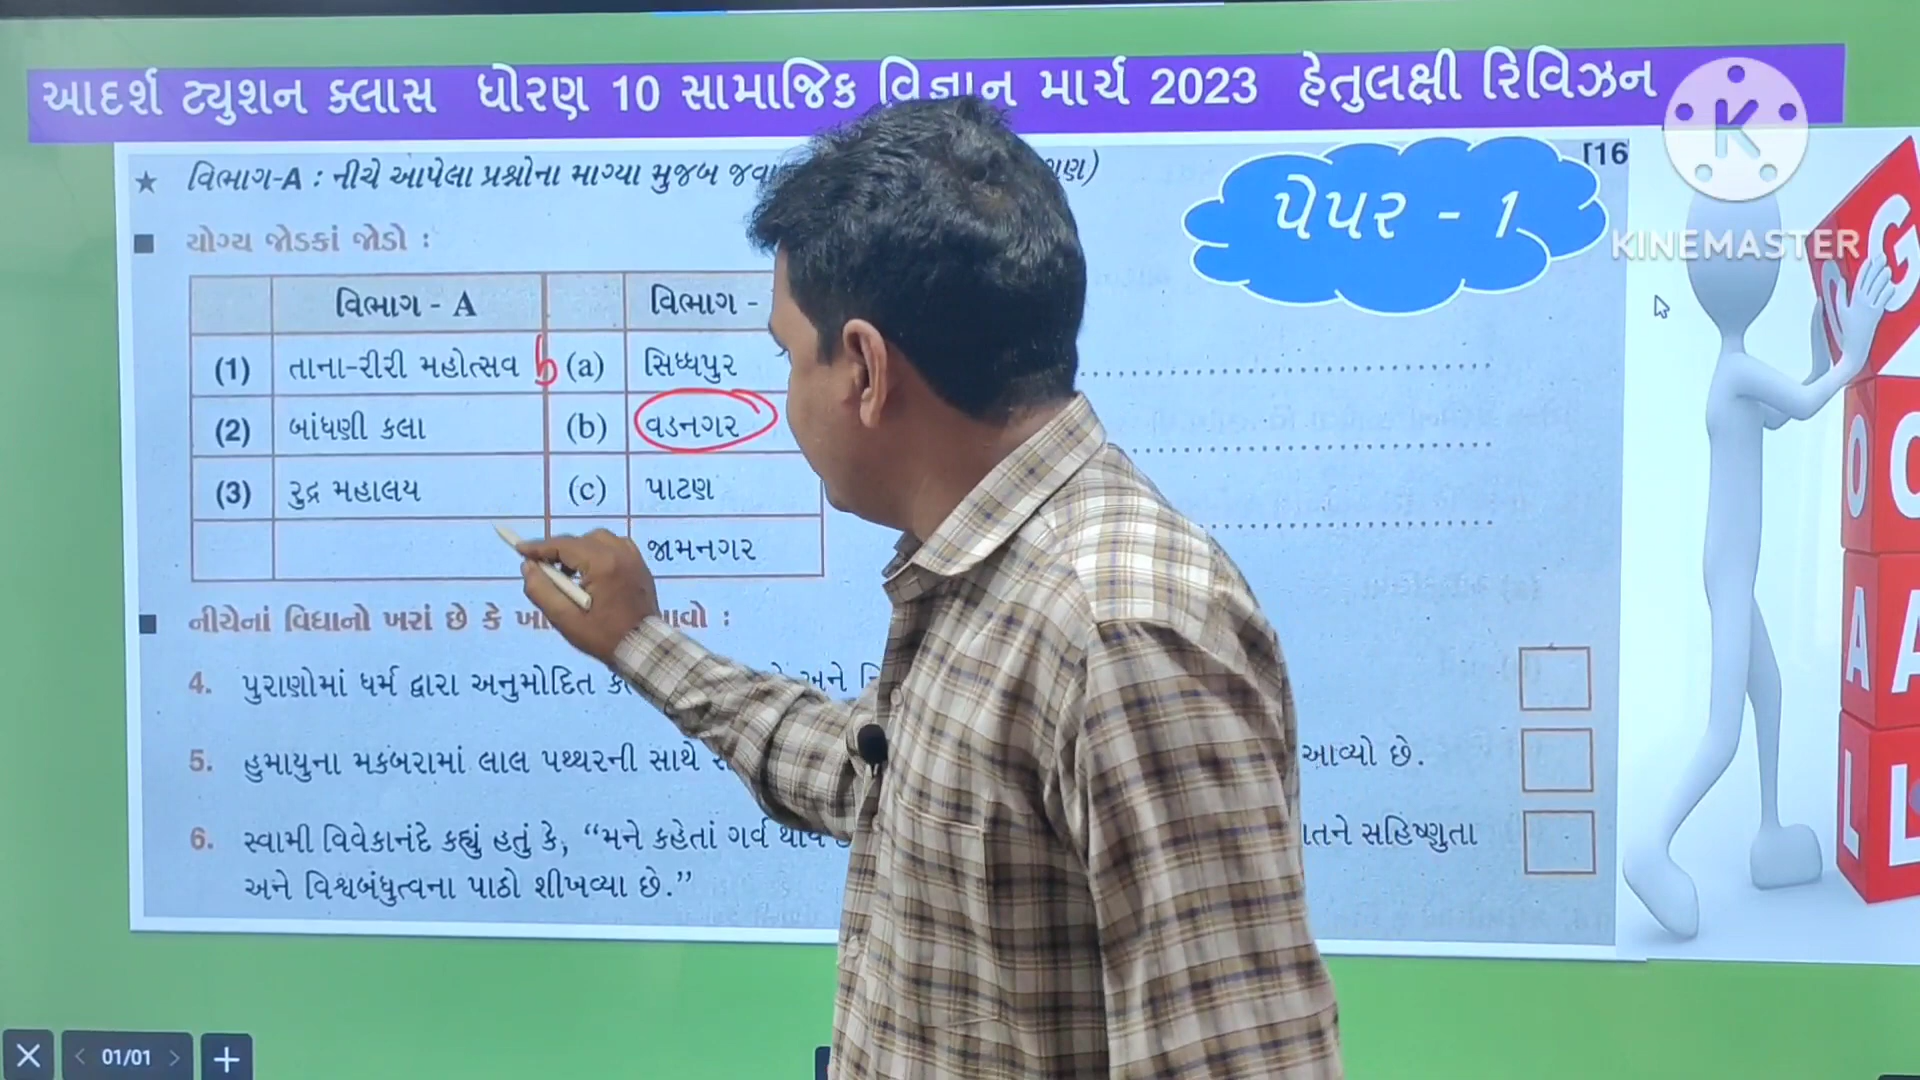 આદર્શ ટ્યુશન ક્લાસ ધોરણ 10 સામાજિક વિજ્ઞાન માર્ચ 2023 હેતુલક્ષી રિવિઝન
★ વિભાગ-A : નીચે આપેલા પ્રશ્નોના માગ્યા મુજબ
[16
પેપર - 1
KINEMASTER
યોગ્ય જોડકાં જોડો :
વિભાગ - A વિભાગ -
(1) તાના-રીરી મહોત્સવ b (a) સિધ્ધપુર
(2) બાંધણી કલા (b) વડનગર
(3) રુદ્ર મહાલય (c) પાટણ
જામનગર
નીચેનાં વિધાનો ખરાં છે કે
4. પુરાણોમાં ધર્મ દ્વારા અનુમોદિત અને
5. હુમાયુના મકબરામાં લાલ પથ્થરની સાથે આવ્યો છે.
6. સ્વામી વિવેકાનંદે કહ્યું હતું કે, “મને કહેતાં ગર્વ સહિષ્ણુતા
અને વિશ્વબંધુત્વના પાઠો શીખવ્યા છે.”
G
O
A
L
01/01